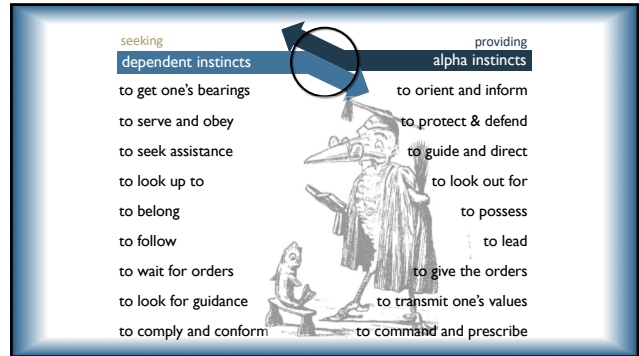 seeking
providing
dependent instincts
alpha instincts
to get one's bearings
to orient and inform
to serve and obey
to protect & defend
to seek assistance
to guide and direct
to look up to
to look out for
to belong
to possess
to follow
to lead
to wait for orders
to give the orders
to look for guidance
to transmit one's values
to comply and conform
to command and prescribe